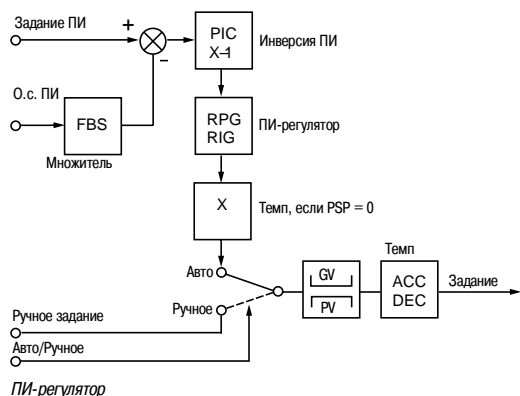 Задание ПИ
+
–
PIC
X–1
Инверсия ПИ
О.с. ПИ
FBS
Множитель
RPG
RIG
ПИ-регулятор
X
Темп, если PSP = 0
Авто
Темп
GV
PV
ACC
DEC
Задание
Ручное
Ручное задание
Авто/Ручное
ПИ-регулятор